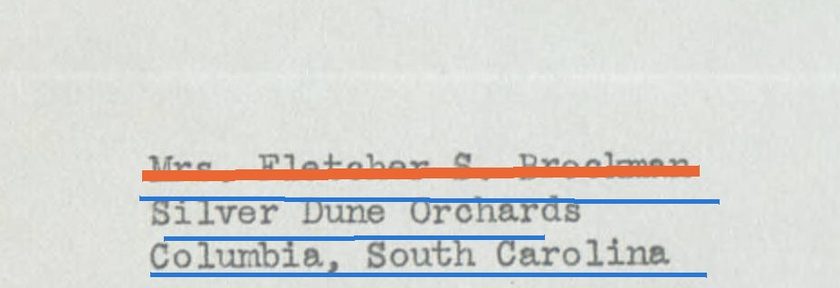 Mrs. Fletcher S. Brockman
Silver Dune Orchards
Columbia, South Carolina